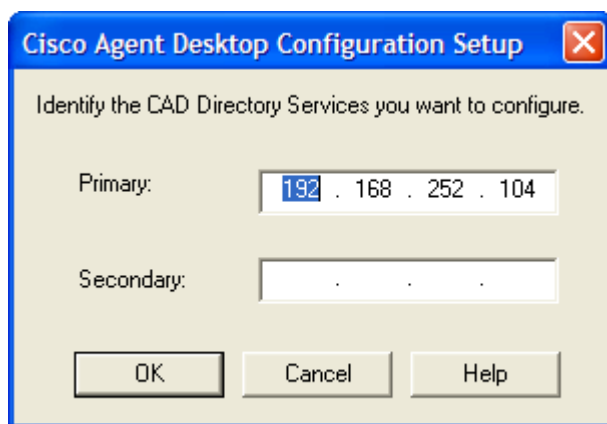 Cisco Agent Desktop Configuration Setup
Identify the CAD Directory Services you want to configure.
Primary: 192 . 168 . 252 . 104
Secondary: . . .
OK Cancel Help